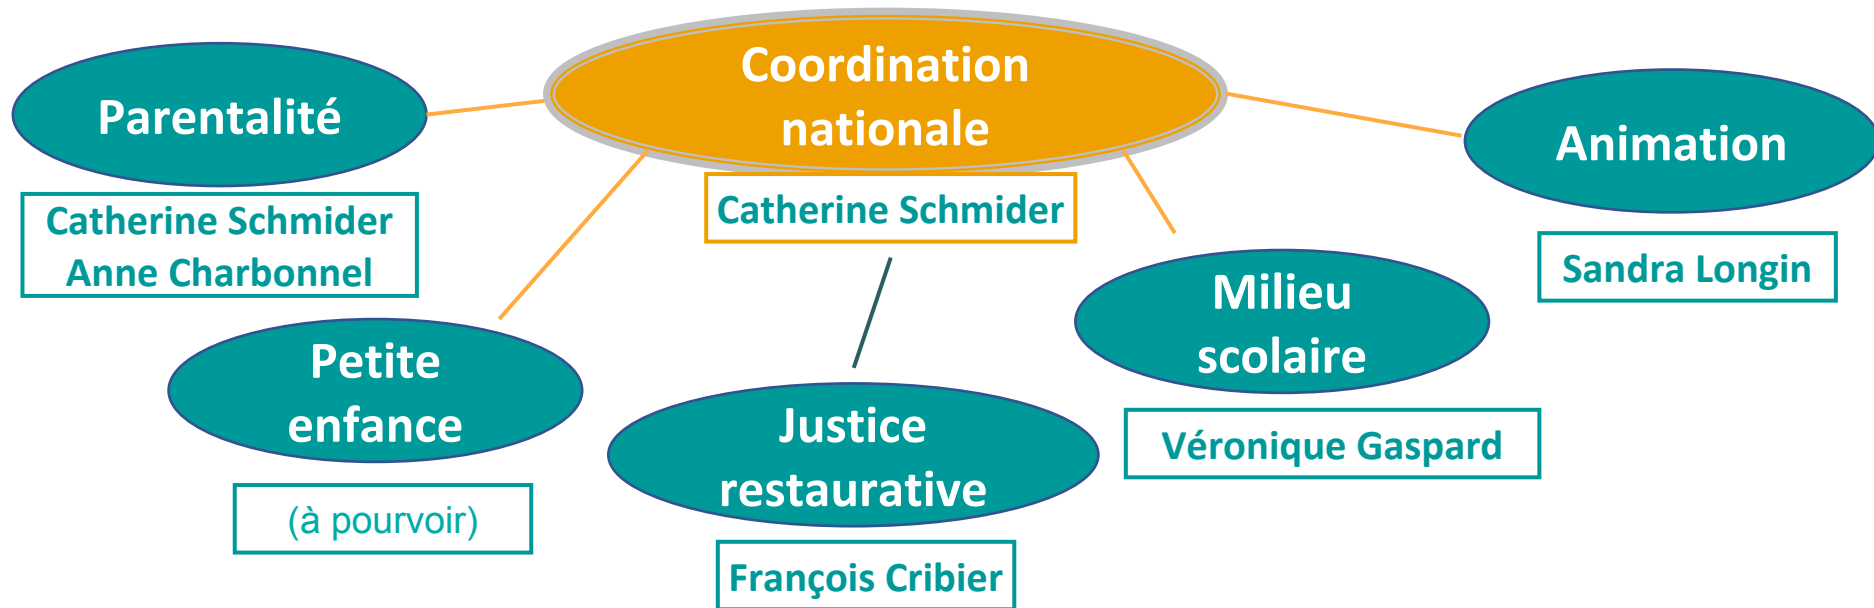 Coordination
nationale
Catherine Schmider
Parentalité
Catherine Schmider
Anne Charbonnel
Petite
enfance
(à pourvoir)
Justice
restaurative
François Cribier
Milieu
scolaire
Véronique Gaspard
Animation
Sandra Longin